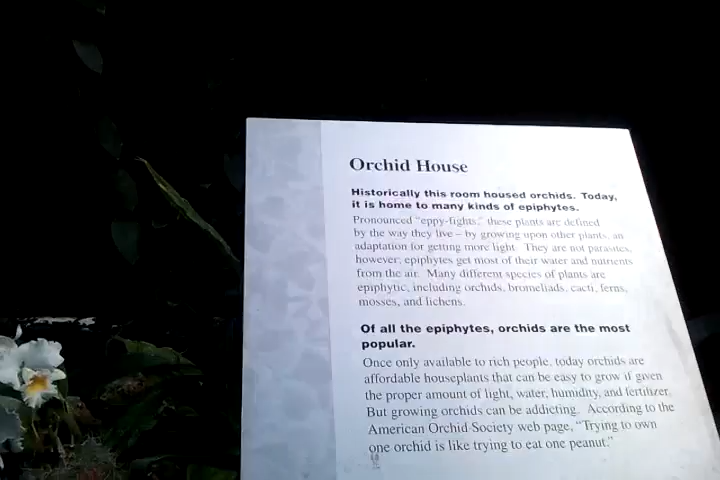 Orchid House
Historically this room housed orchids. Today,
it is home to many kinds of epiphytes.
Pronounced "eppy-fights," these plants are defined
by the way they live – by growing upon other plants, an
adaptation for getting more light. They are not parasites,
however; epiphytes get most of their water and nutrients
from the air. Many different species of plants are
epiphytic, including orchids, bromeliads, cacti, ferns,
mosses, and lichens.
Of all the epiphytes, orchids are the most
popular.
Once only available to rich people, today orchids are
affordable houseplants that can be easy to grow if given
the proper amount of light, water, humidity, and fertilizer.
But growing orchids can be addicting. According to the
American Orchid Society web page, "Trying to own
one orchid is like trying to eat one peanut."